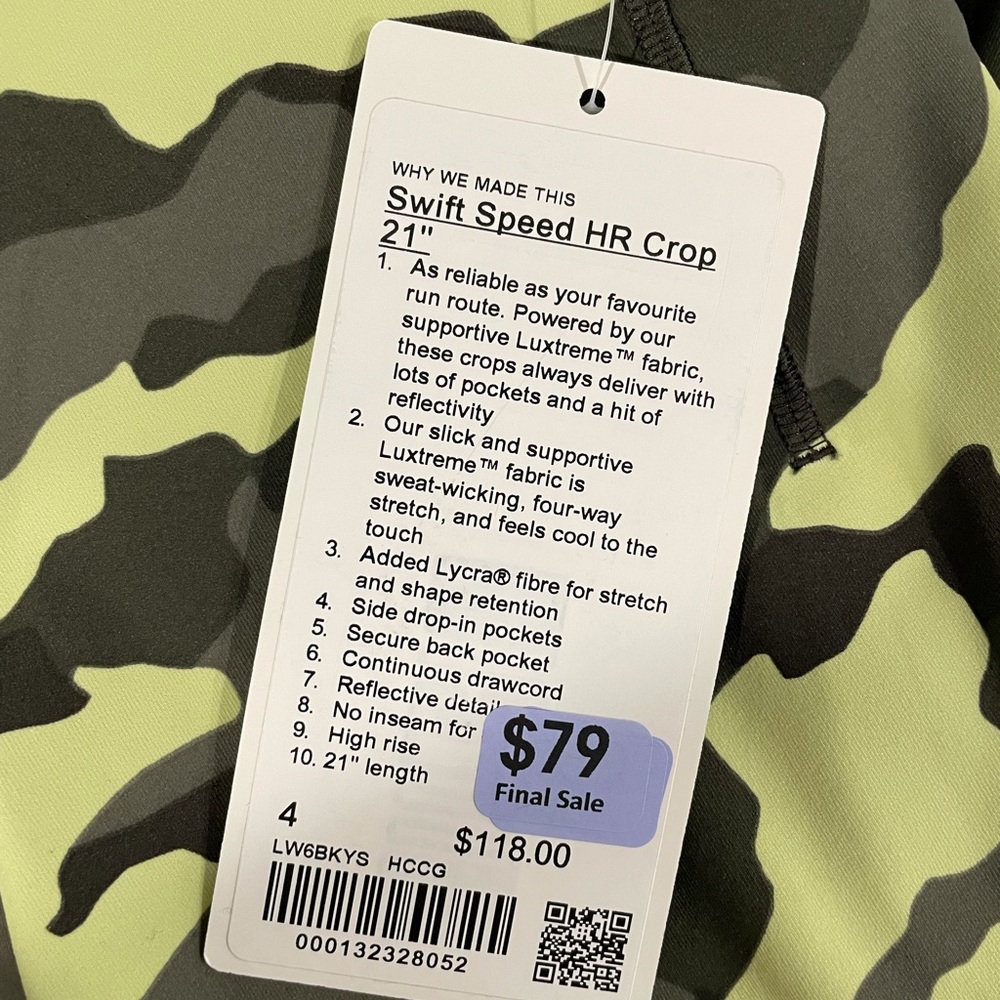 WHY WE MADE THIS
Swift Speed HR Crop
21"
1. As reliable as your favourite
run route. Powered by our
supportive Luxtreme™ fabric,
these crops always deliver with
lots of pockets and a hit of
reflectivity
2. Our slick and supportive
Luxtreme™ fabric is
sweat-wicking, four-way
stretch, and feels cool to the
touch
3. Added Lycra® fibre for stretch
and shape retention
4. Side drop-in pockets
5. Secure back pocket
6. Continuous drawcord
7. Reflective
8. No inseam for
9. High rise
10. 21" length
$79
Final Sale
4
$118.00
LW6BKYS HCCG
000132328052